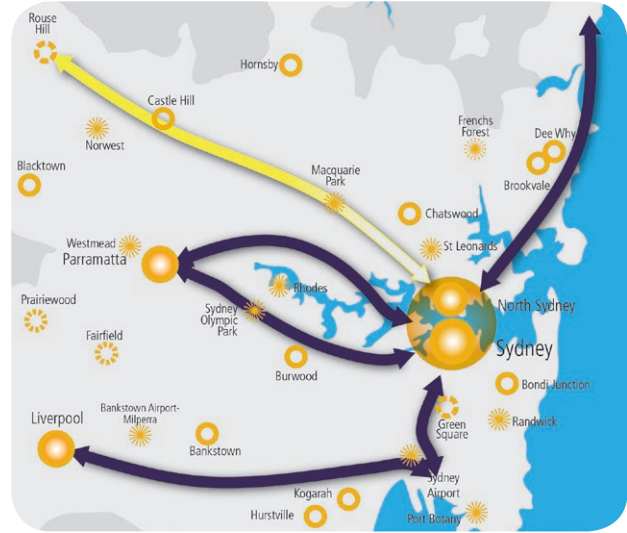 Rouse
Hill
Hornsby
Castle Hill
Norwest
Frenchs
Forest
Dee Why
Blacktown
Macquarie
Park
Brookvale
Chatswood
Westmead
Parramatta
St Leonards
Rhodes
Prairiewood
Sydney
Olympic
Park
North Sydney
Fairfield
Sydney
Burwood
Bondi Junction
Liverpool
Bankstown Airport-
Milperra
Bankstown
Green
Square
Randwick
Sydney
Airport
Kogarah
Hurstville
Port Botany